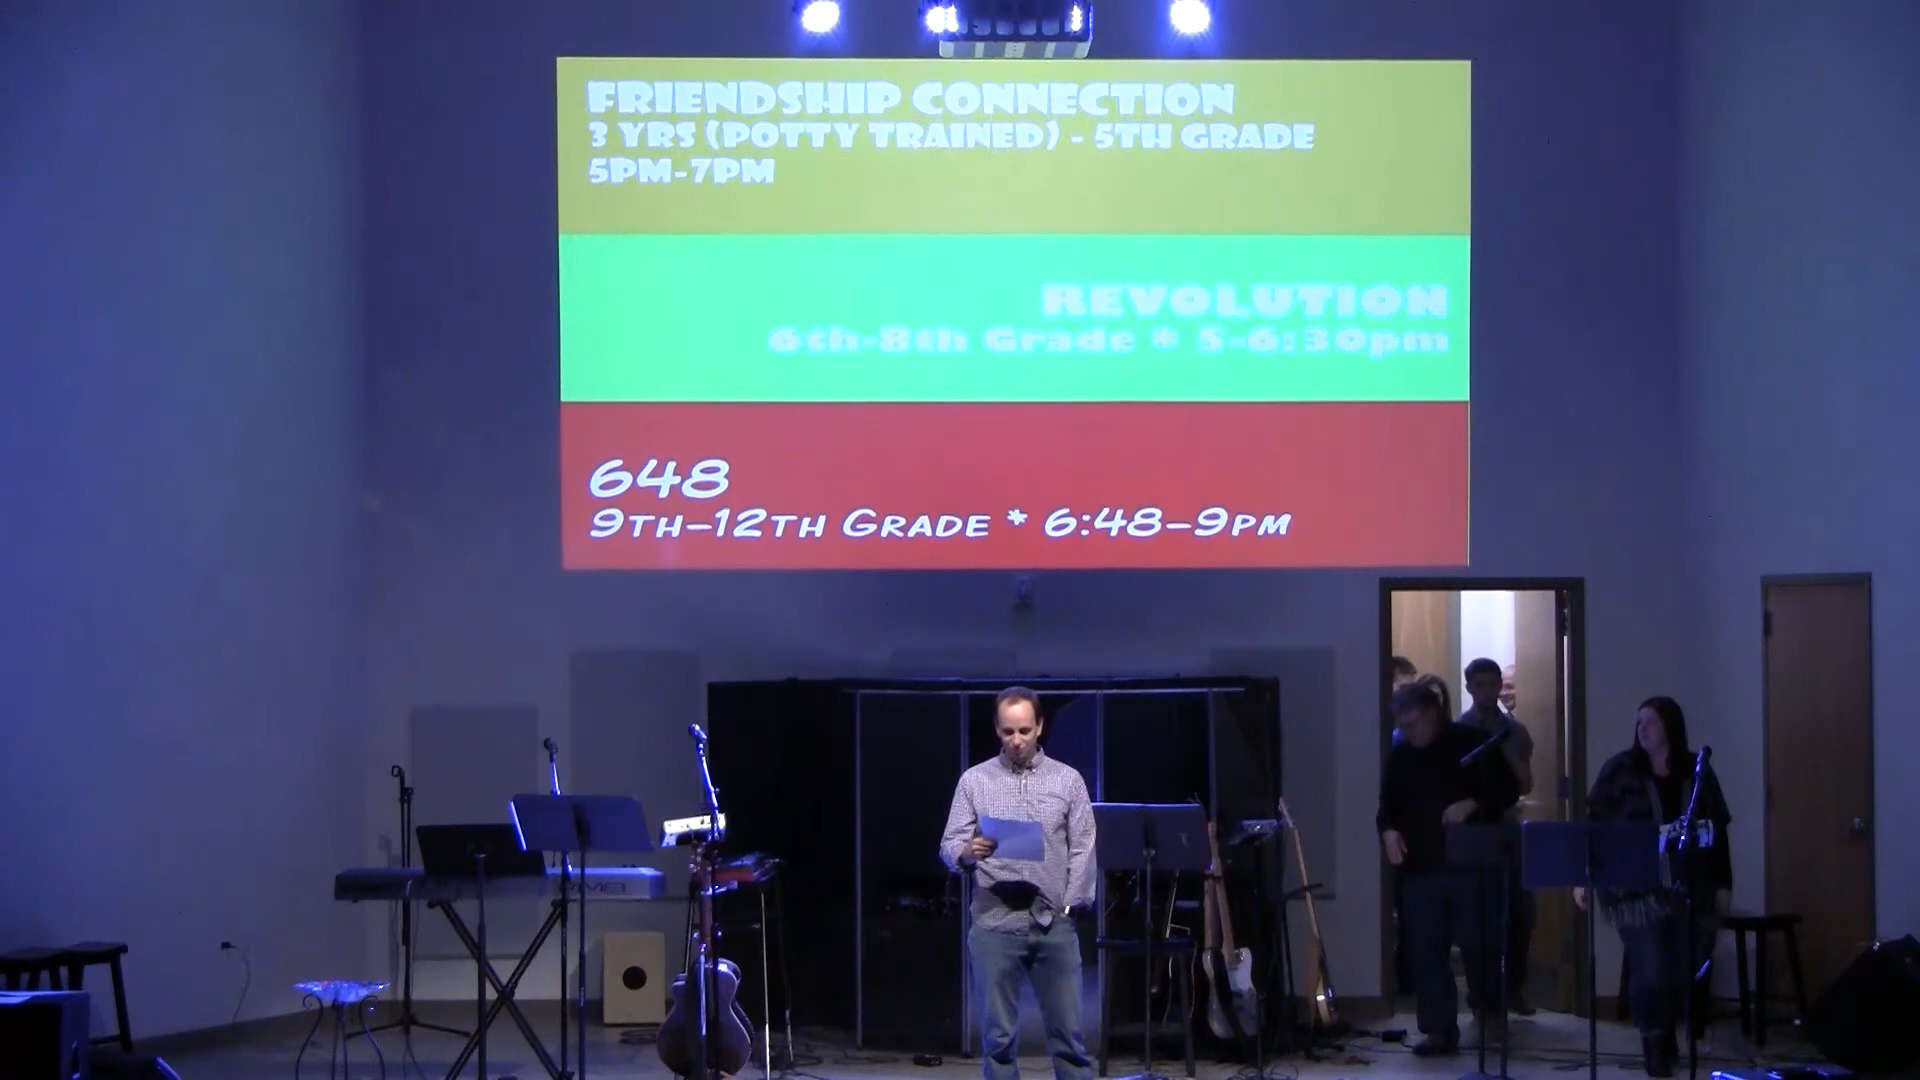 FRIENDSHIP CONNECTION
3 YRS (POTTY TRAINED) - 5TH GRADE
5PM-7PM
REVOLUTION
6th-8th Grade * 5-6:30pm
648
9TH-12TH GRADE * 6:48-9PM